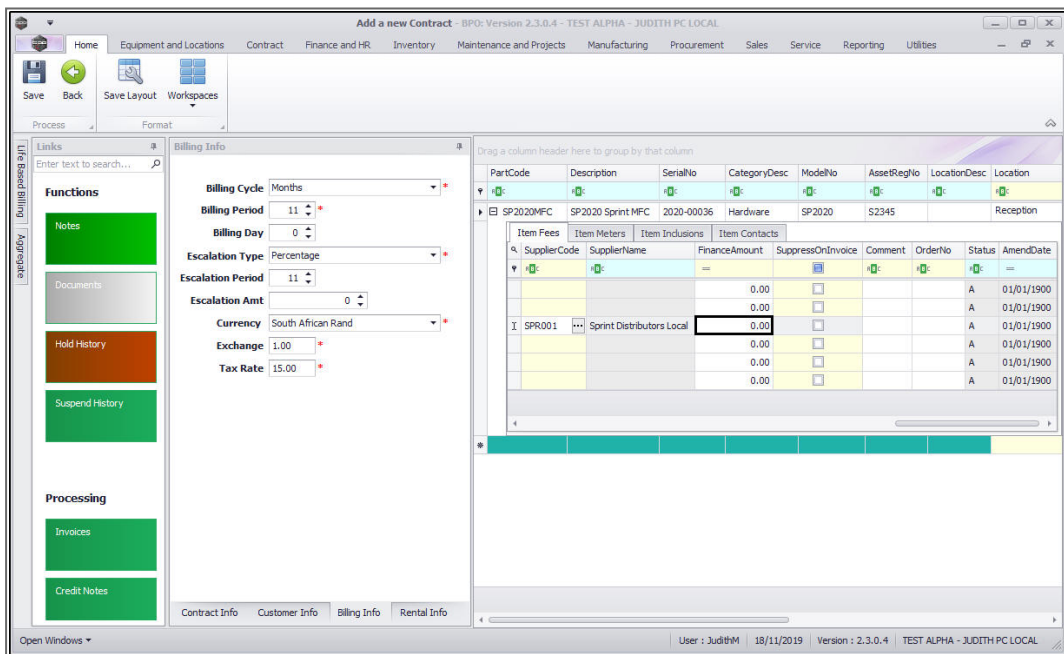 Add a new Contract - BPO: Version 2.3.0.4 - TEST ALPHA - JUDITH PC LOCAL
Home Equipment and Locations Contract Finance and HR Inventory Maintenance and Projects Manufacturing Procurement Sales Service Reporting Utilities
Save Back Save Layout Workspaces
Process Format
Life Based Billing
Aggregate
Links
Enter text to search...
Functions
Notes
Documents
Hold History
Suspend History
Processing
Invoices
Credit Notes
Billing Info
Billing Cycle Months *
Billing Period 11 *
Billing Day 0
Escalation Type Percentage *
Escalation Period 11
Escalation Amt 0
Currency South African Rand *
Exchange 1.00 *
Tax Rate 15.00 *
Contract Info Customer Info Billing Info Rental Info
Drag a column header here to group by that column
PartCode Description SerialNo CategoryDesc ModelNo AssetRegNo LocationDesc Location
SP2020MFC SP2020 Sprint MFC 2020-00036 Hardware SP2020 S2345 Reception
Item Fees Item Meters Item Inclusions Item Contacts
SupplierCode SupplierName FinanceAmount SuppressOnInvoice Comment OrderNo Status AmendDate
0.00 A 01/01/1900
0.00 A 01/01/1900
SPR001 ... Sprint Distributors Local 0.00 A 01/01/1900
0.00 A 01/01/1900
0.00 A 01/01/1900
0.00 A 01/01/1900
Open Windows User : JudithM 18/11/2019 Version : 2.3.0.4 TEST ALPHA - JUDITH PC LOCAL